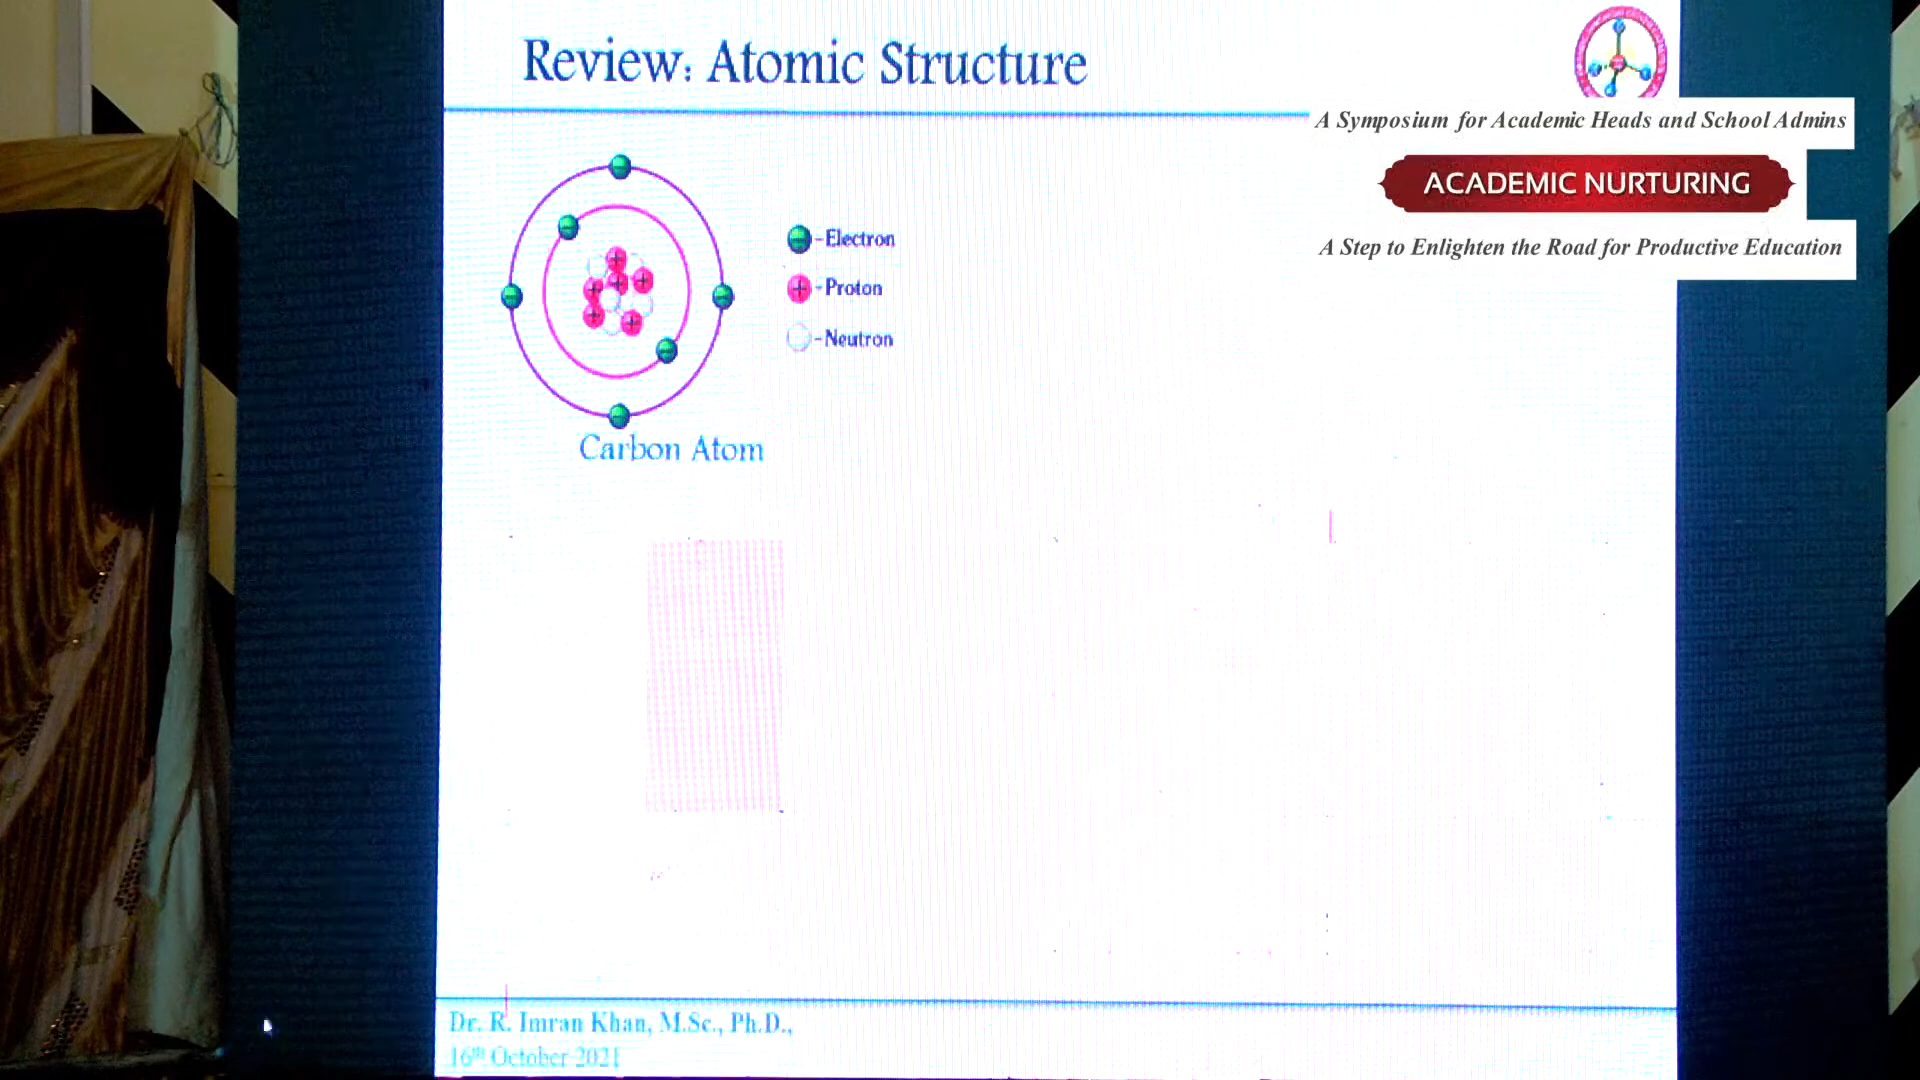 Review: Atomic Structure
A Symposium for Academic Heads and School Admins
ACADEMIC NURTURING
A Step to Enlighten the Road for Productive Education
-Electron
-Proton
-Neutron
Carbon Atom
Dr. R. Imran Khan, M.Sc., Ph.D.,
16th October 2021